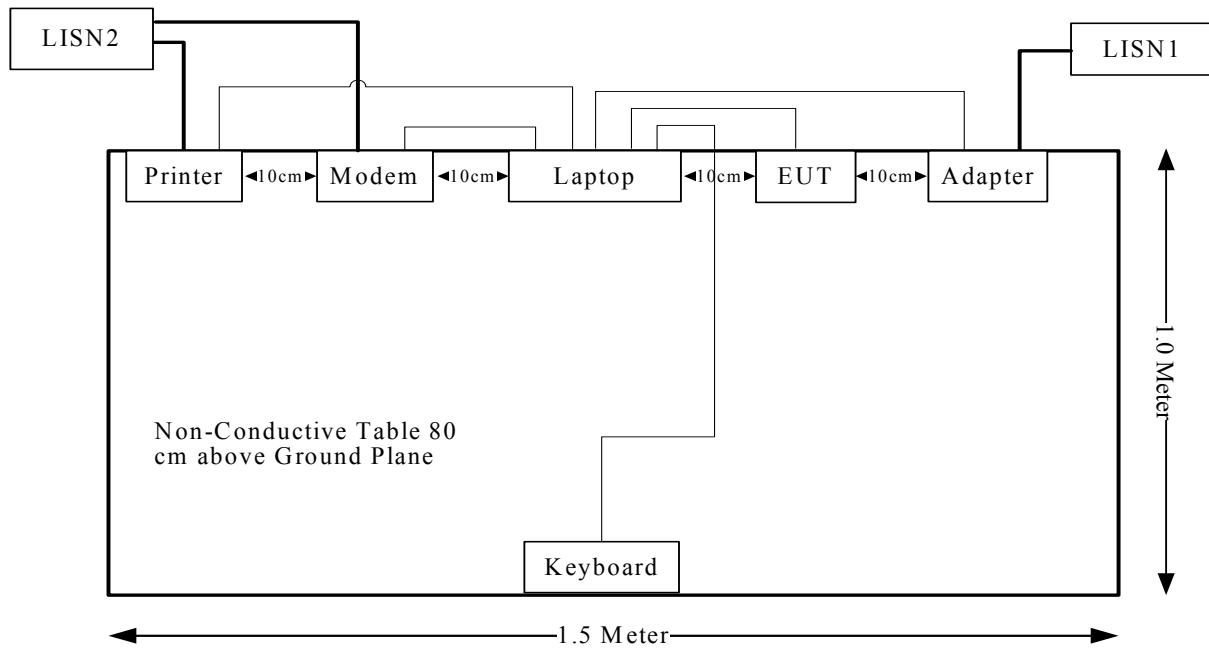 LISN2
LISN1
Printer
10cm
Modem
10cm
Laptop
10cm
EUT
10cm
Adapter
1.0 Meter
Non-Conductive Table 80
cm above Ground Plane
Keyboard
1.5 Meter